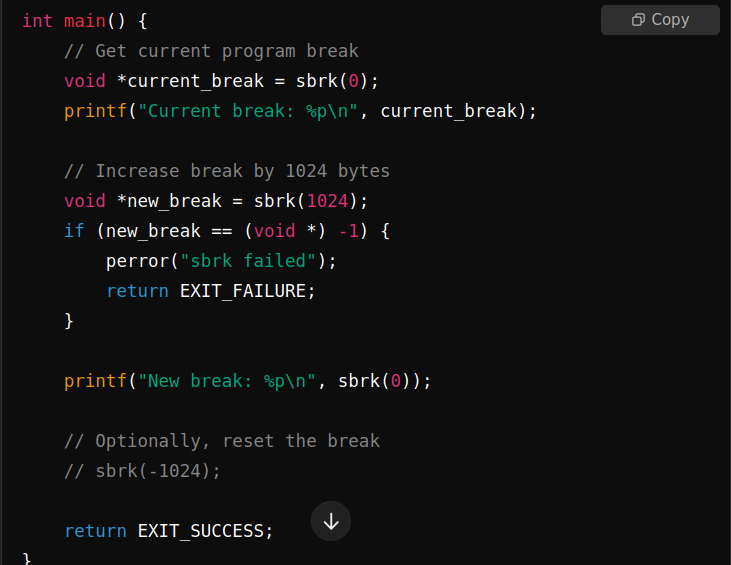 int main() {
Copy
    // Get current program break
    void *current_break = sbrk(0);
    printf("Current break: %p\n", current_break);

    // Increase break by 1024 bytes
    void *new_break = sbrk(1024);
    if (new_break == (void *) -1) {
        perror("sbrk failed");
        return EXIT_FAILURE;
    }

    printf("New break: %p\n", sbrk(0));

    // Optionally, reset the break
    // sbrk(-1024);

    return EXIT_SUCCESS;
}